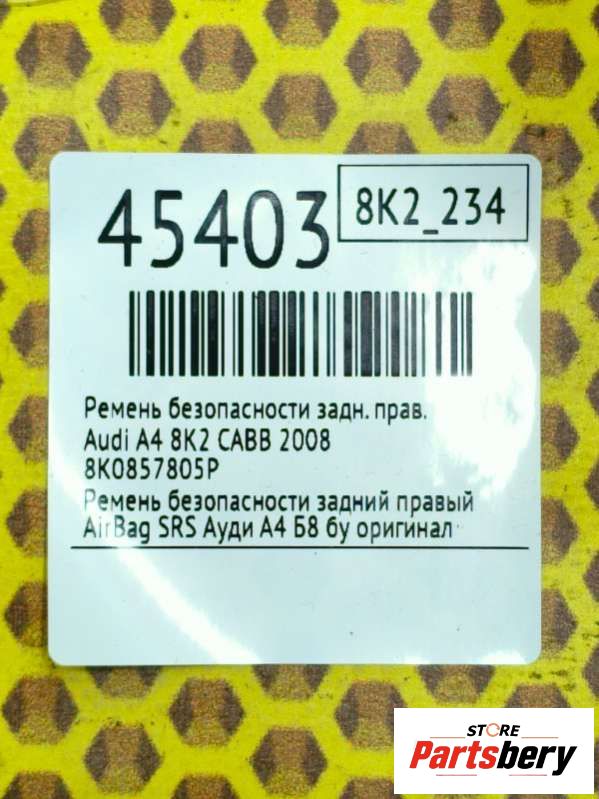 45403
8K2_234
Ремень безопасности задн. прав.
Audi A4 8K2 CABB 2008
8K0857805P
Ремень безопасности задний правый
AirBag SRS Ауди А4 Б8 бу оригинал
STORE
Partsbery